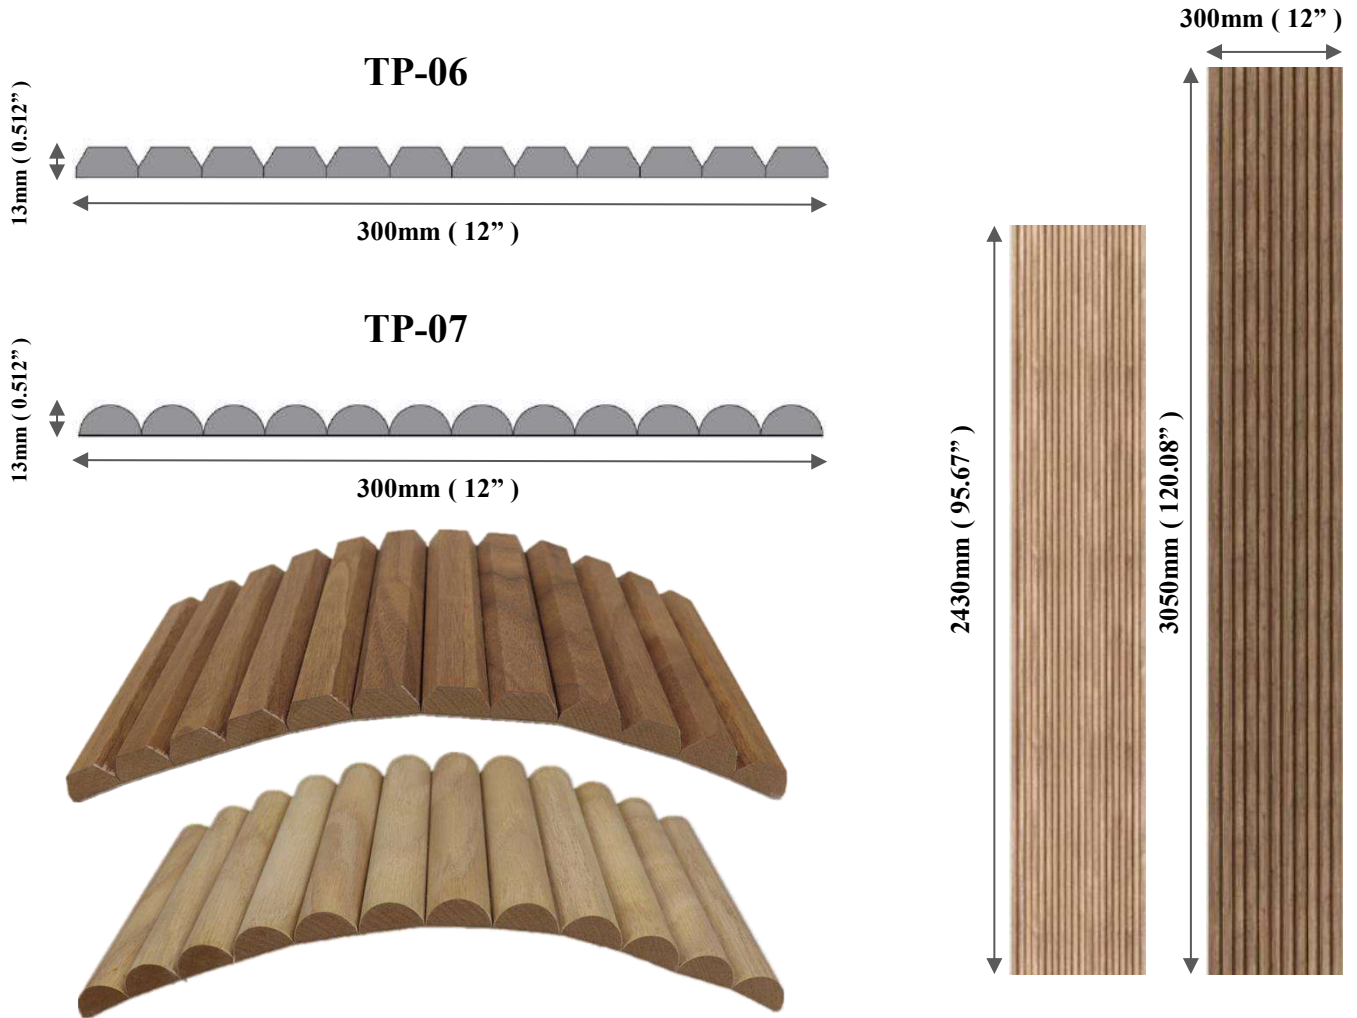 300mm ( 12” )
TP-06
13mm ( 0.512” )
300mm ( 12” )
TP-07
13mm ( 0.512” )
300mm ( 12” )
2430mm ( 95.67” )
3050mm ( 120.08” )